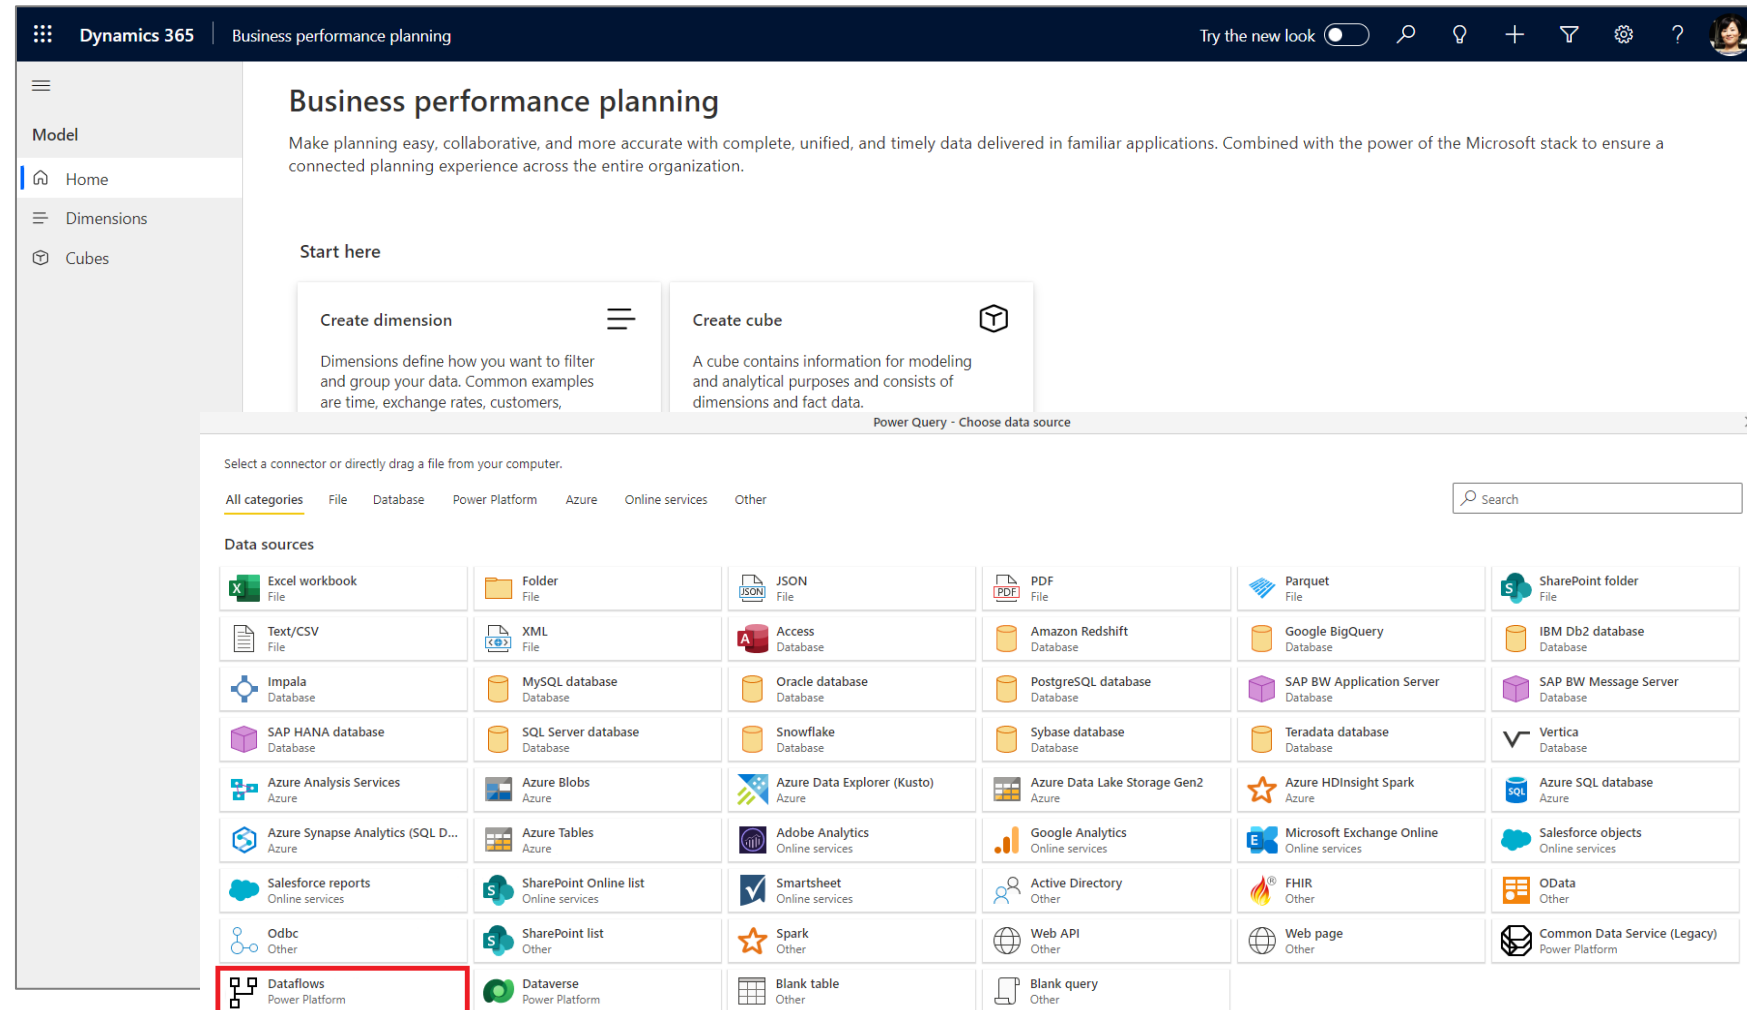 Dynamics 365
Business performance planning
Try the new look
Model
Home
Dimensions
Cubes
Business performance planning
Make planning easy, collaborative, and more accurate with complete, unified, and timely data delivered in familiar applications. Combined with the power of the Microsoft stack to ensure a
connected planning experience across the entire organization.
Start here
Create dimension
Dimensions define how you want to filter
and group your data. Common examples
are time, exchange rates, customers,
Create cube
A cube contains information for modeling
and analytical purposes and consists of
dimensions and fact data.
Power Query - Choose data source
Select a connector or directly drag a file from your computer.
All categories File Database Power Platform Azure Online services Other
Search
Data sources
Excel workbook
File
Folder
File
JSON
JSON
File
PDF
PDF
File
Parquet
File
SharePoint folder
File
Text/CSV
File
XML
File
Access
Database
Amazon Redshift
Database
Google BigQuery
Database
IBM Db2 database
Database
Impala
Database
MySQL database
Database
Oracle database
Database
PostgreSQL database
Database
SAP BW Application Server
Database
SAP BW Message Server
Database
SAP HANA database
Database
SQL Server database
Database
Snowflake
Database
Sybase database
Database
Teradata database
Database
Vertica
Database
Azure Analysis Services
Azure
Azure Blobs
Azure
Azure Data Explorer (Kusto)
Azure
Azure Data Lake Storage Gen2
Azure
Azure HDInsight Spark
Azure
SQL
Azure SQL database
Azure
Azure Synapse Analytics (SQL D...
Azure
Azure Tables
Azure
Adobe Analytics
Online services
Google Analytics
Online services
Microsoft Exchange Online
Online services
Salesforce objects
Online services
Salesforce reports
Online services
SharePoint Online list
Online services
Smartsheet
Online services
Active Directory
Other
FHIR
Other
OData
Other
Odbc
Other
SharePoint list
Other
Spark
Other
Web API
Other
Web page
Other
Common Data Service (Legacy)
Power Platform
Dataflows
Power Platform
Dataverse
Power Platform
Blank table
Other
Blank query
Other